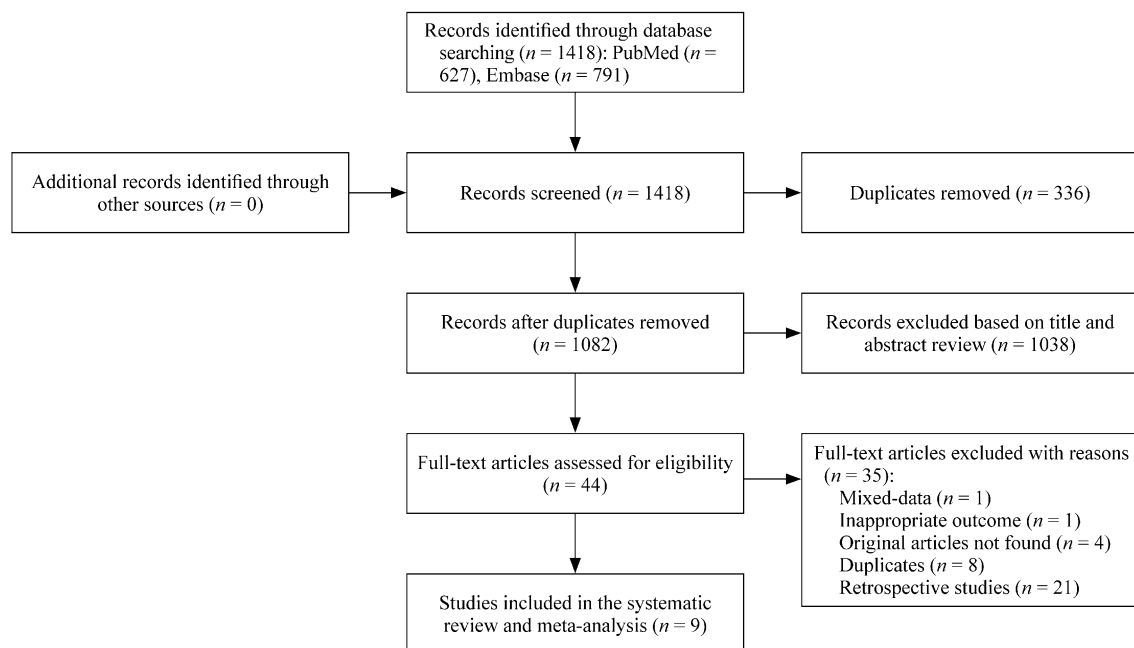 Records identified through database
searching (n = 1418): PubMed (n =
627), Embase (n = 791)
Additional records identified through
other sources (n = 0)
Records screened (n = 1418)
Duplicates removed (n = 336)
Records after duplicates removed
(n = 1082)
Records excluded based on title and
abstract review (n = 1038)
Full-text articles assessed for eligibility
(n = 44)
Full-text articles excluded with reasons
(n = 35):
Mixed-data (n = 1)
Inappropriate outcome (n = 1)
Original articles not found (n = 4)
Duplicates (n = 8)
Retrospective studies (n = 21)
Studies included in the systematic
review and meta-analysis (n = 9)